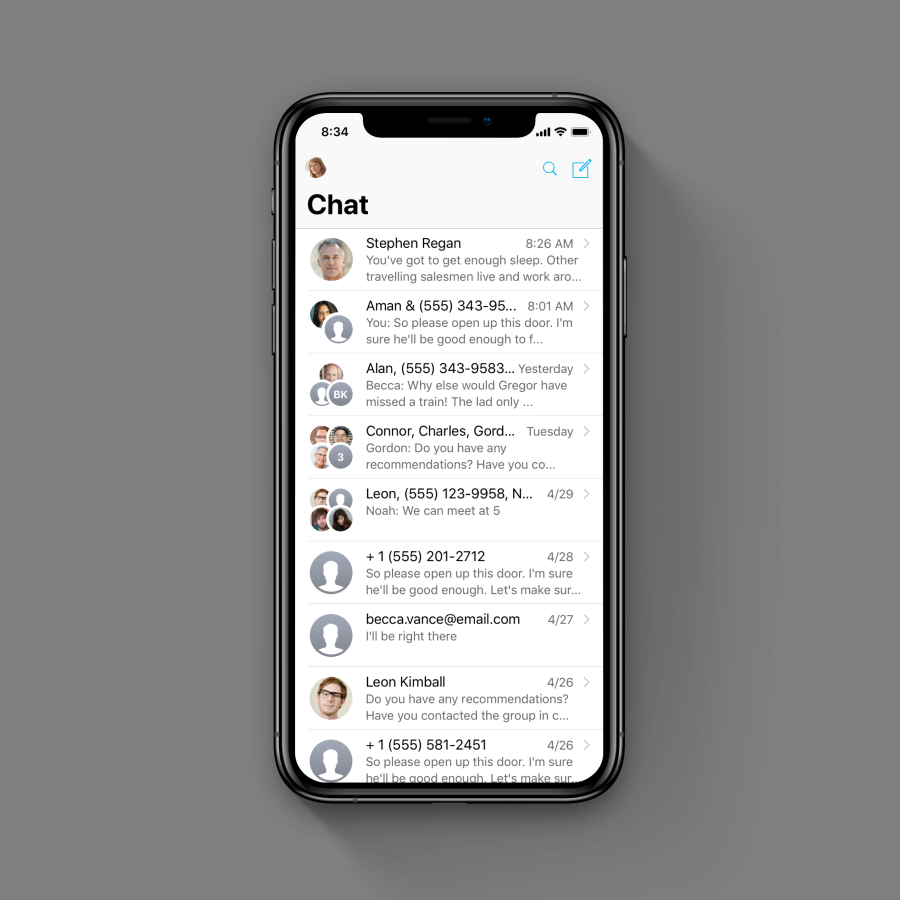 8:34
Chat
Stephen Regan 8:26 AM
You've got to get enough sleep. Other
travelling salesmen live and work aro...
Aman & (555) 343-95... 8:01 AM
You: So please open up this door. I'm
sure he'll be good enough to f...
Alan, (555) 343-9583... Yesterday
BK
Becca: Why else would Gregor have
missed a train! The lad only ...
Connor, Charles, Gord... Tuesday
Gordon: Do you have any
3
recommendations? Have you co...
Leon, (555) 123-9958, N... 4/29
Noah: We can meet at 5
+ 1 (555) 201-2712 4/28
So please open up this door. I'm sure
he'll be good enough. Let's make sur...
becca.vance@email.com 4/27
I'll be right there
Leon Kimball 4/26
Do you have any recommendations?
Have you contacted the group in c...
+ 1 (555) 581-2451 4/26
So please open up this door. I'm sure
he'll be good enough. Let's make sur...